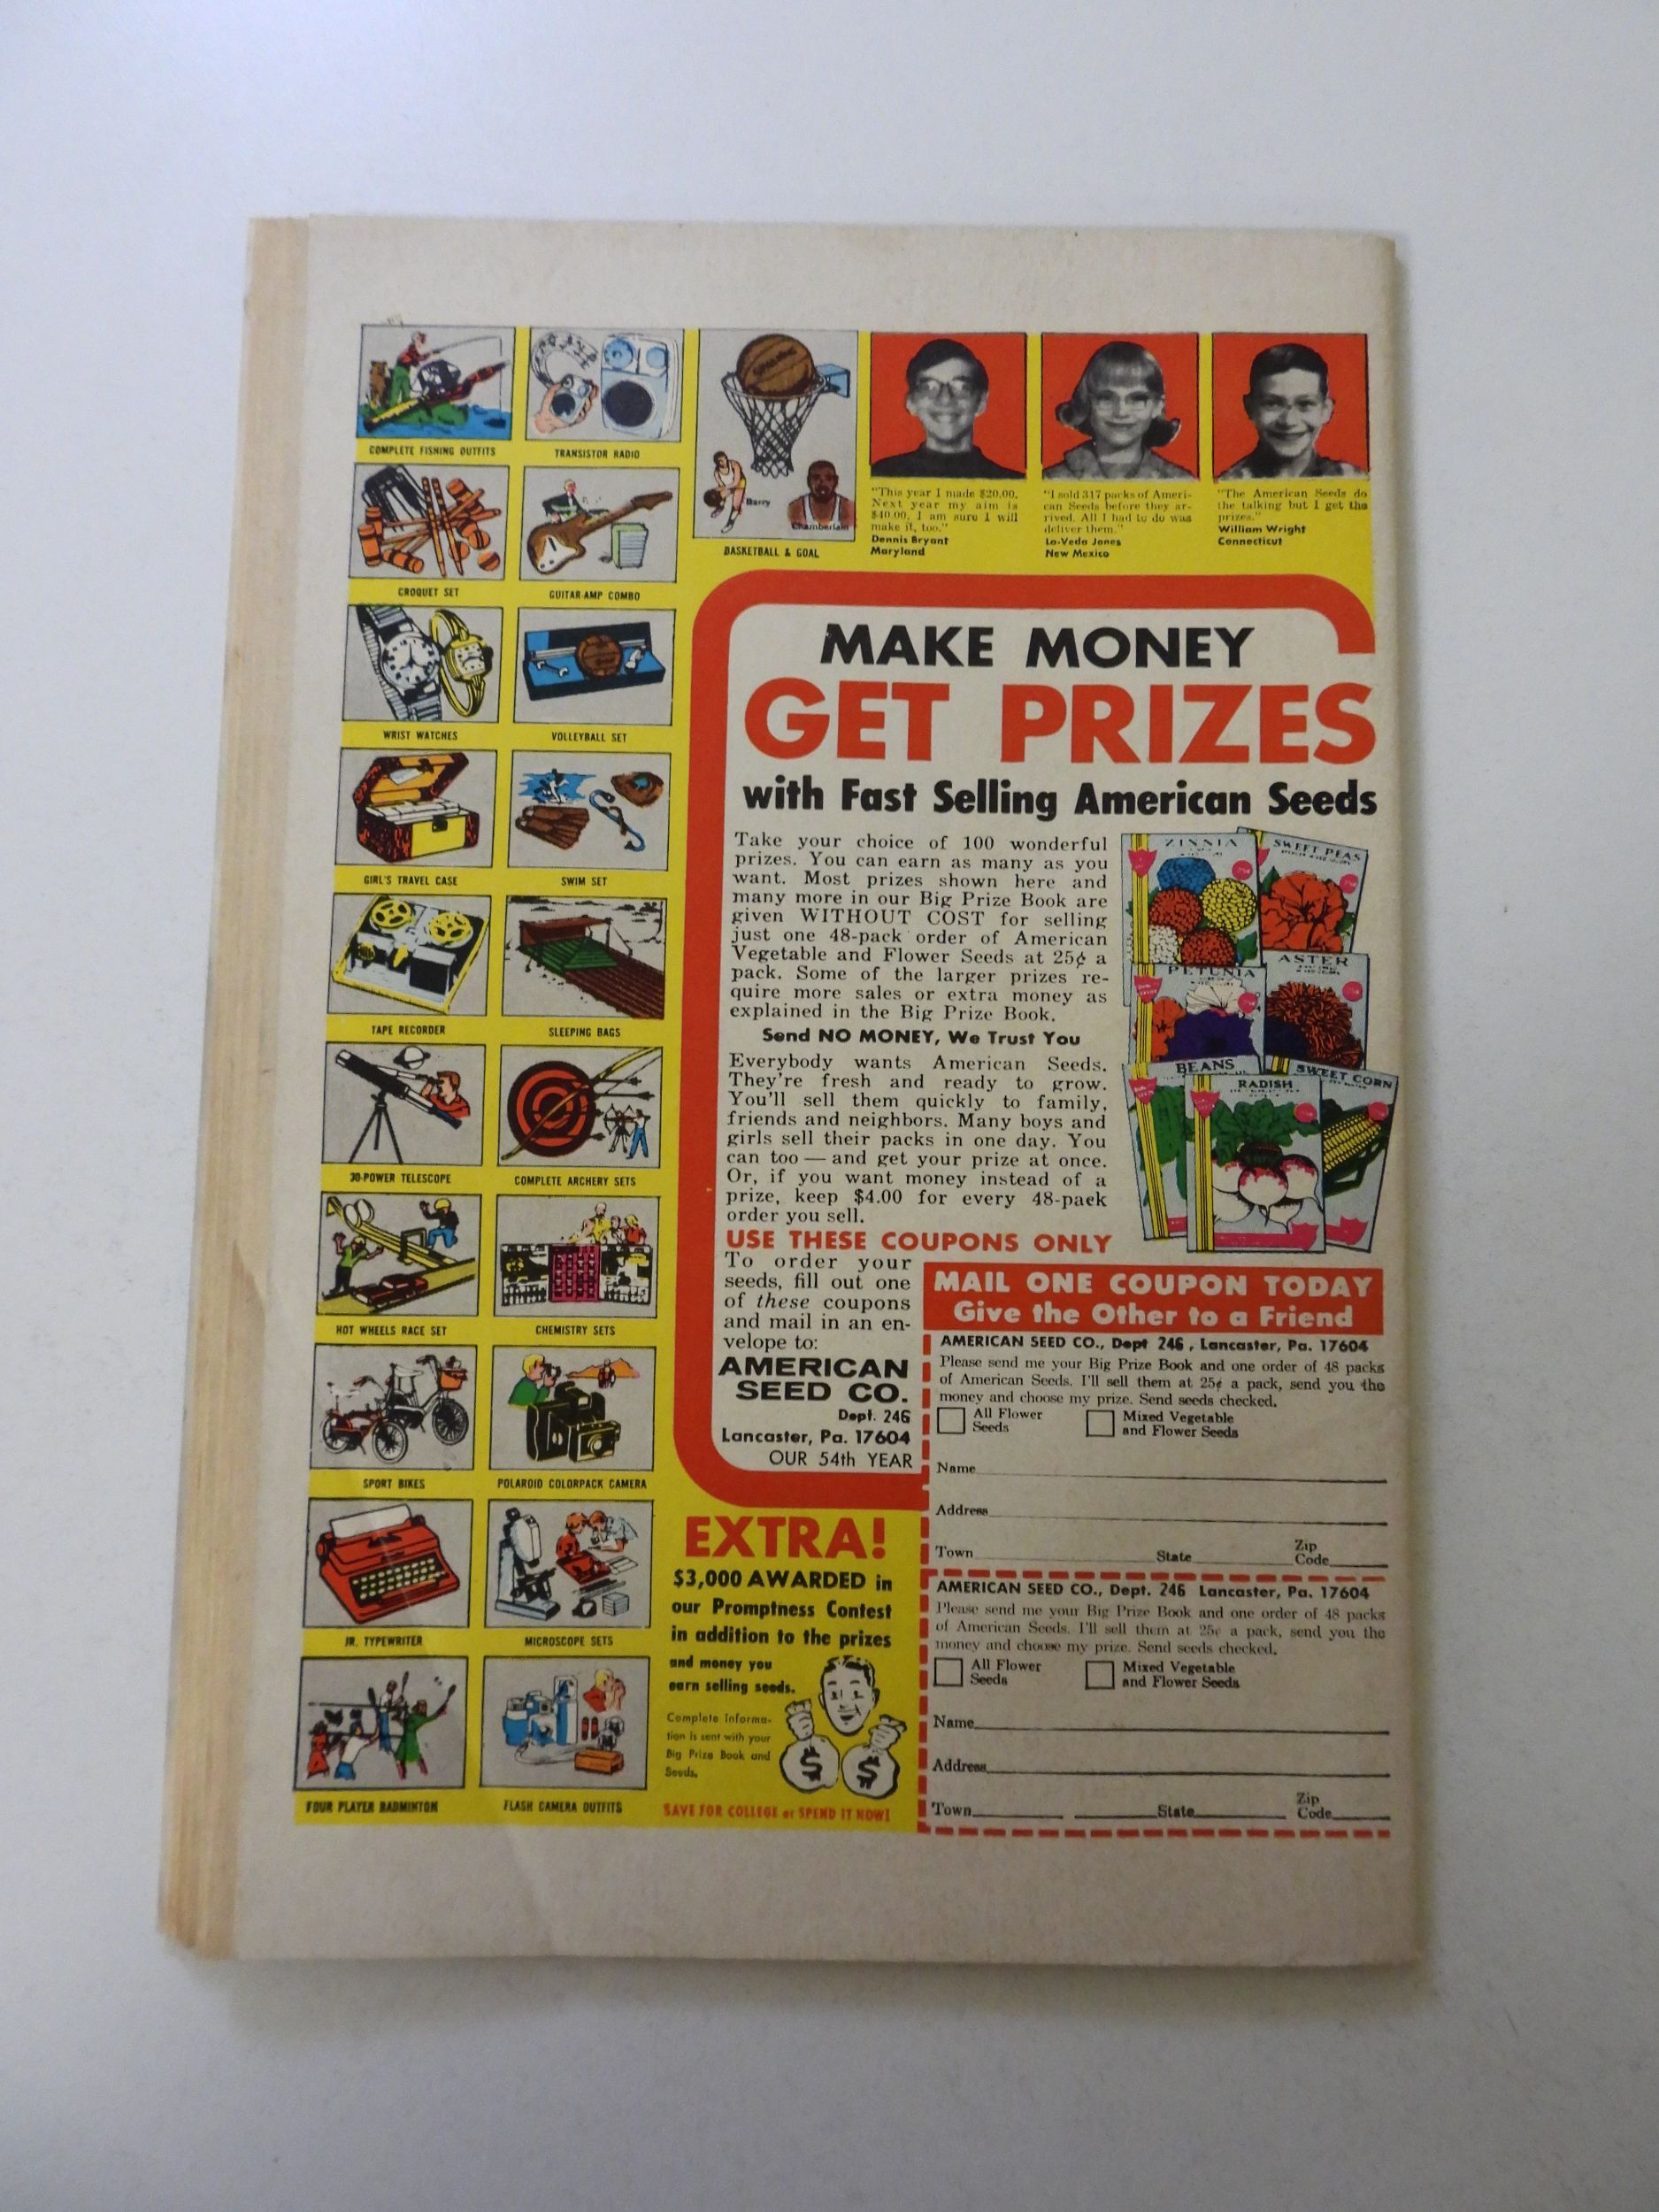 COMPLETE FISHING OUTFITS
TRANSISTOR RADIO
SPALDING
Barry
Chamberlain
BASKETBALL & GOAL
"This year I made $20.00.
Next year my aim is
$40.00. I am sure I will
make it, too."
Dennis Bryant
Maryland
"I sold 317 packs of Ameri-
can Seeds before they ar-
rived. All I had to do was
deliver them."
La-Veda Jones
New Mexico
"The American Seeds do
the talking but I get the
prizes."
William Wright
Connecticut
CROQUET SET
GUITAR-AMP COMBO
WRIST WATCHES
VOLLEYBALL SET
GIRL'S TRAVEL CASE
SWIM SET
TAPE RECORDER
SLEEPING BAGS
30-POWER TELESCOPE
COMPLETE ARCHERY SETS
HOT WHEELS RACE SET
CHEMISTRY SETS
SPORT BIKES
POLAROID COLORPACK CAMERA
JR. TYPEWRITER
MICROSCOPE SETS
FOUR PLAYER BADMINTON
FLASH CAMERA OUTFITS
MAKE MONEY
GET PRIZES
with Fast Selling American Seeds
Take your choice of 100 wonderful
prizes. You can earn as many as you
want. Most prizes shown here and
many more in our Big Prize Book are
given WITHOUT COST for selling
just one 48-pack order of American
Vegetable and Flower Seeds at 25¢ a
pack. Some of the larger prizes re-
quire more sales or extra money as
explained in the Big Prize Book.
Send NO MONEY, We Trust You
Everybody wants American Seeds.
They're fresh and ready to grow.
You'll sell them quickly to family,
friends and neighbors. Many boys and
girls sell their packs in one day. You
can too — and get your prize at once.
Or, if you want money instead of a
prize, keep $4.00 for every 48-pack
order you sell.
ZINNIA
SWEET PEAS
PETUNIA
ASTER
BEANS
RADISH
SWEET CORN
USE THESE COUPONS ONLY
To order your
seeds, fill out one
of these coupons
and mail in an en-
velope to:
AMERICAN
SEED CO.
Dept. 246
Lancaster, Pa. 17604
OUR 54th YEAR
MAIL ONE COUPON TODAY
Give the Other to a Friend
AMERICAN SEED CO., Dept 246, Lancaster, Pa. 17604
Please send me your Big Prize Book and one order of 48 packs
of American Seeds. I'll sell them at 25¢ a pack, send you the
money and choose my prize. Send seeds checked.
All Flower
Seeds
Mixed Vegetable
and Flower Seeds
Name
Address
Town State Zip
Code
AMERICAN SEED CO., Dept. 246 Lancaster, Pa. 17604
Please send me your Big Prize Book and one order of 48 packs
of American Seeds. I'll sell them at 25¢ a pack, send you the
money and choose my prize. Send seeds checked.
All Flower
Seeds
Mixed Vegetable
and Flower Seeds
Name
Address
Town State Zip
Code
EXTRA!
$3,000 AWARDED in
our Promptness Contest
in addition to the prizes
and money you
earn selling seeds.
Complete informa-
tion is sent with your
Big Prize Book and
Seeds.
$ $
SAVE FOR COLLEGE or SPEND IT NOW!